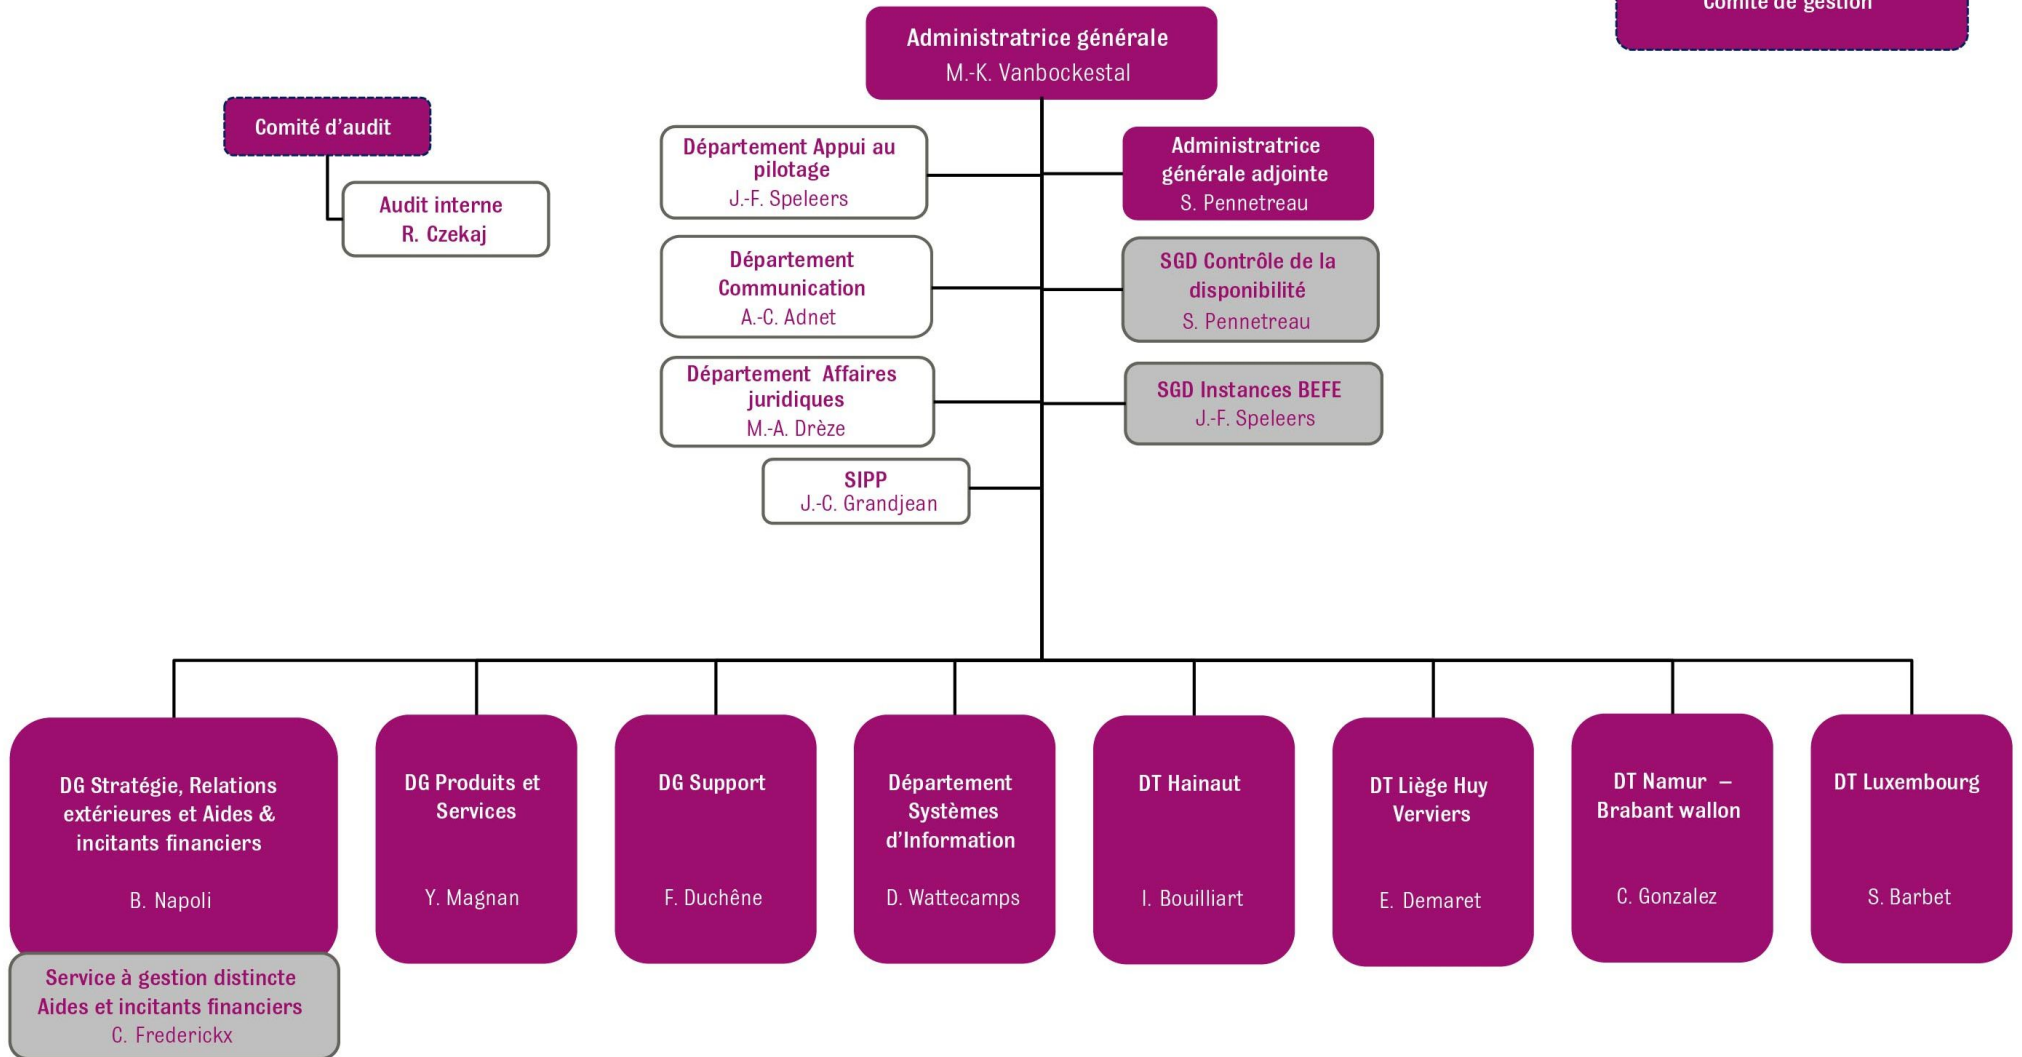 Comité de gestion
Administratrice générale
M.-K. Vanbockestal
Comité d'audit
Audit interne
R. Czekaj
Département Appui au
pilotage
J.-F. Speleers
Administratrice
générale adjointe
S. Pennetreau
Département
Communication
A.-C. Adnet
SGD Contrôle de la
disponibilité
S. Pennetreau
Département Affaires
juridiques
M.-A. Drèze
SGD Instances BEFE
J.-F. Speleers
SIPP
J.-C. Grandjean
DG Stratégie, Relations
extérieures et Aides &
incitants financiers
B. Napoli
Service à gestion distincte
Aides et incitants financiers
C. Frederickx
DG Produits et
Services
Y. Magnan
DG Support
F. Duchêne
Département
Systèmes
d'Information
D. Wattecamps
DT Hainaut
I. Bouilliart
DT Liège Huy
Verviers
E. Demaret
DT Namur –
Brabant wallon
C. Gonzalez
DT Luxembourg
S. Barbet